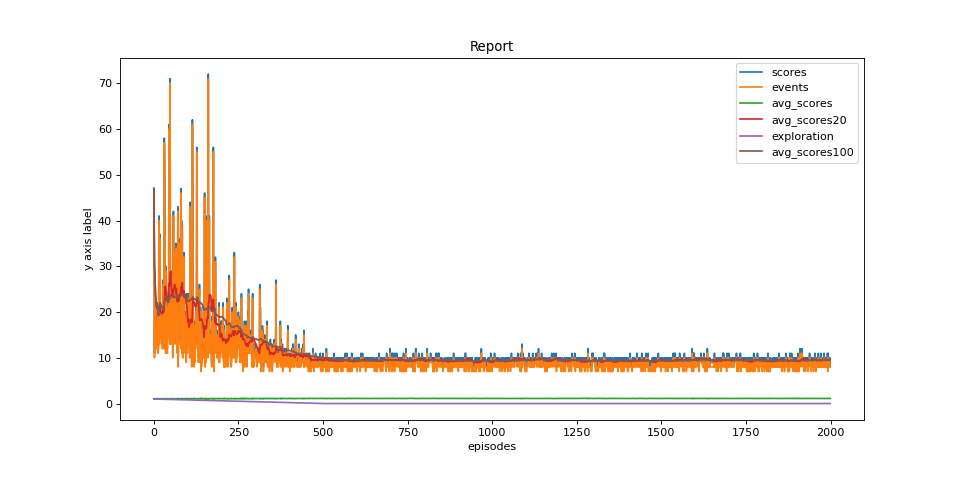 Report
scores
events
avg_scores
avg_scores20
exploration
avg_scores100
y axis label
70
60
50
40
30
20
10
0
0 250 500 750 1000 1250 1500 1750 2000
episodes